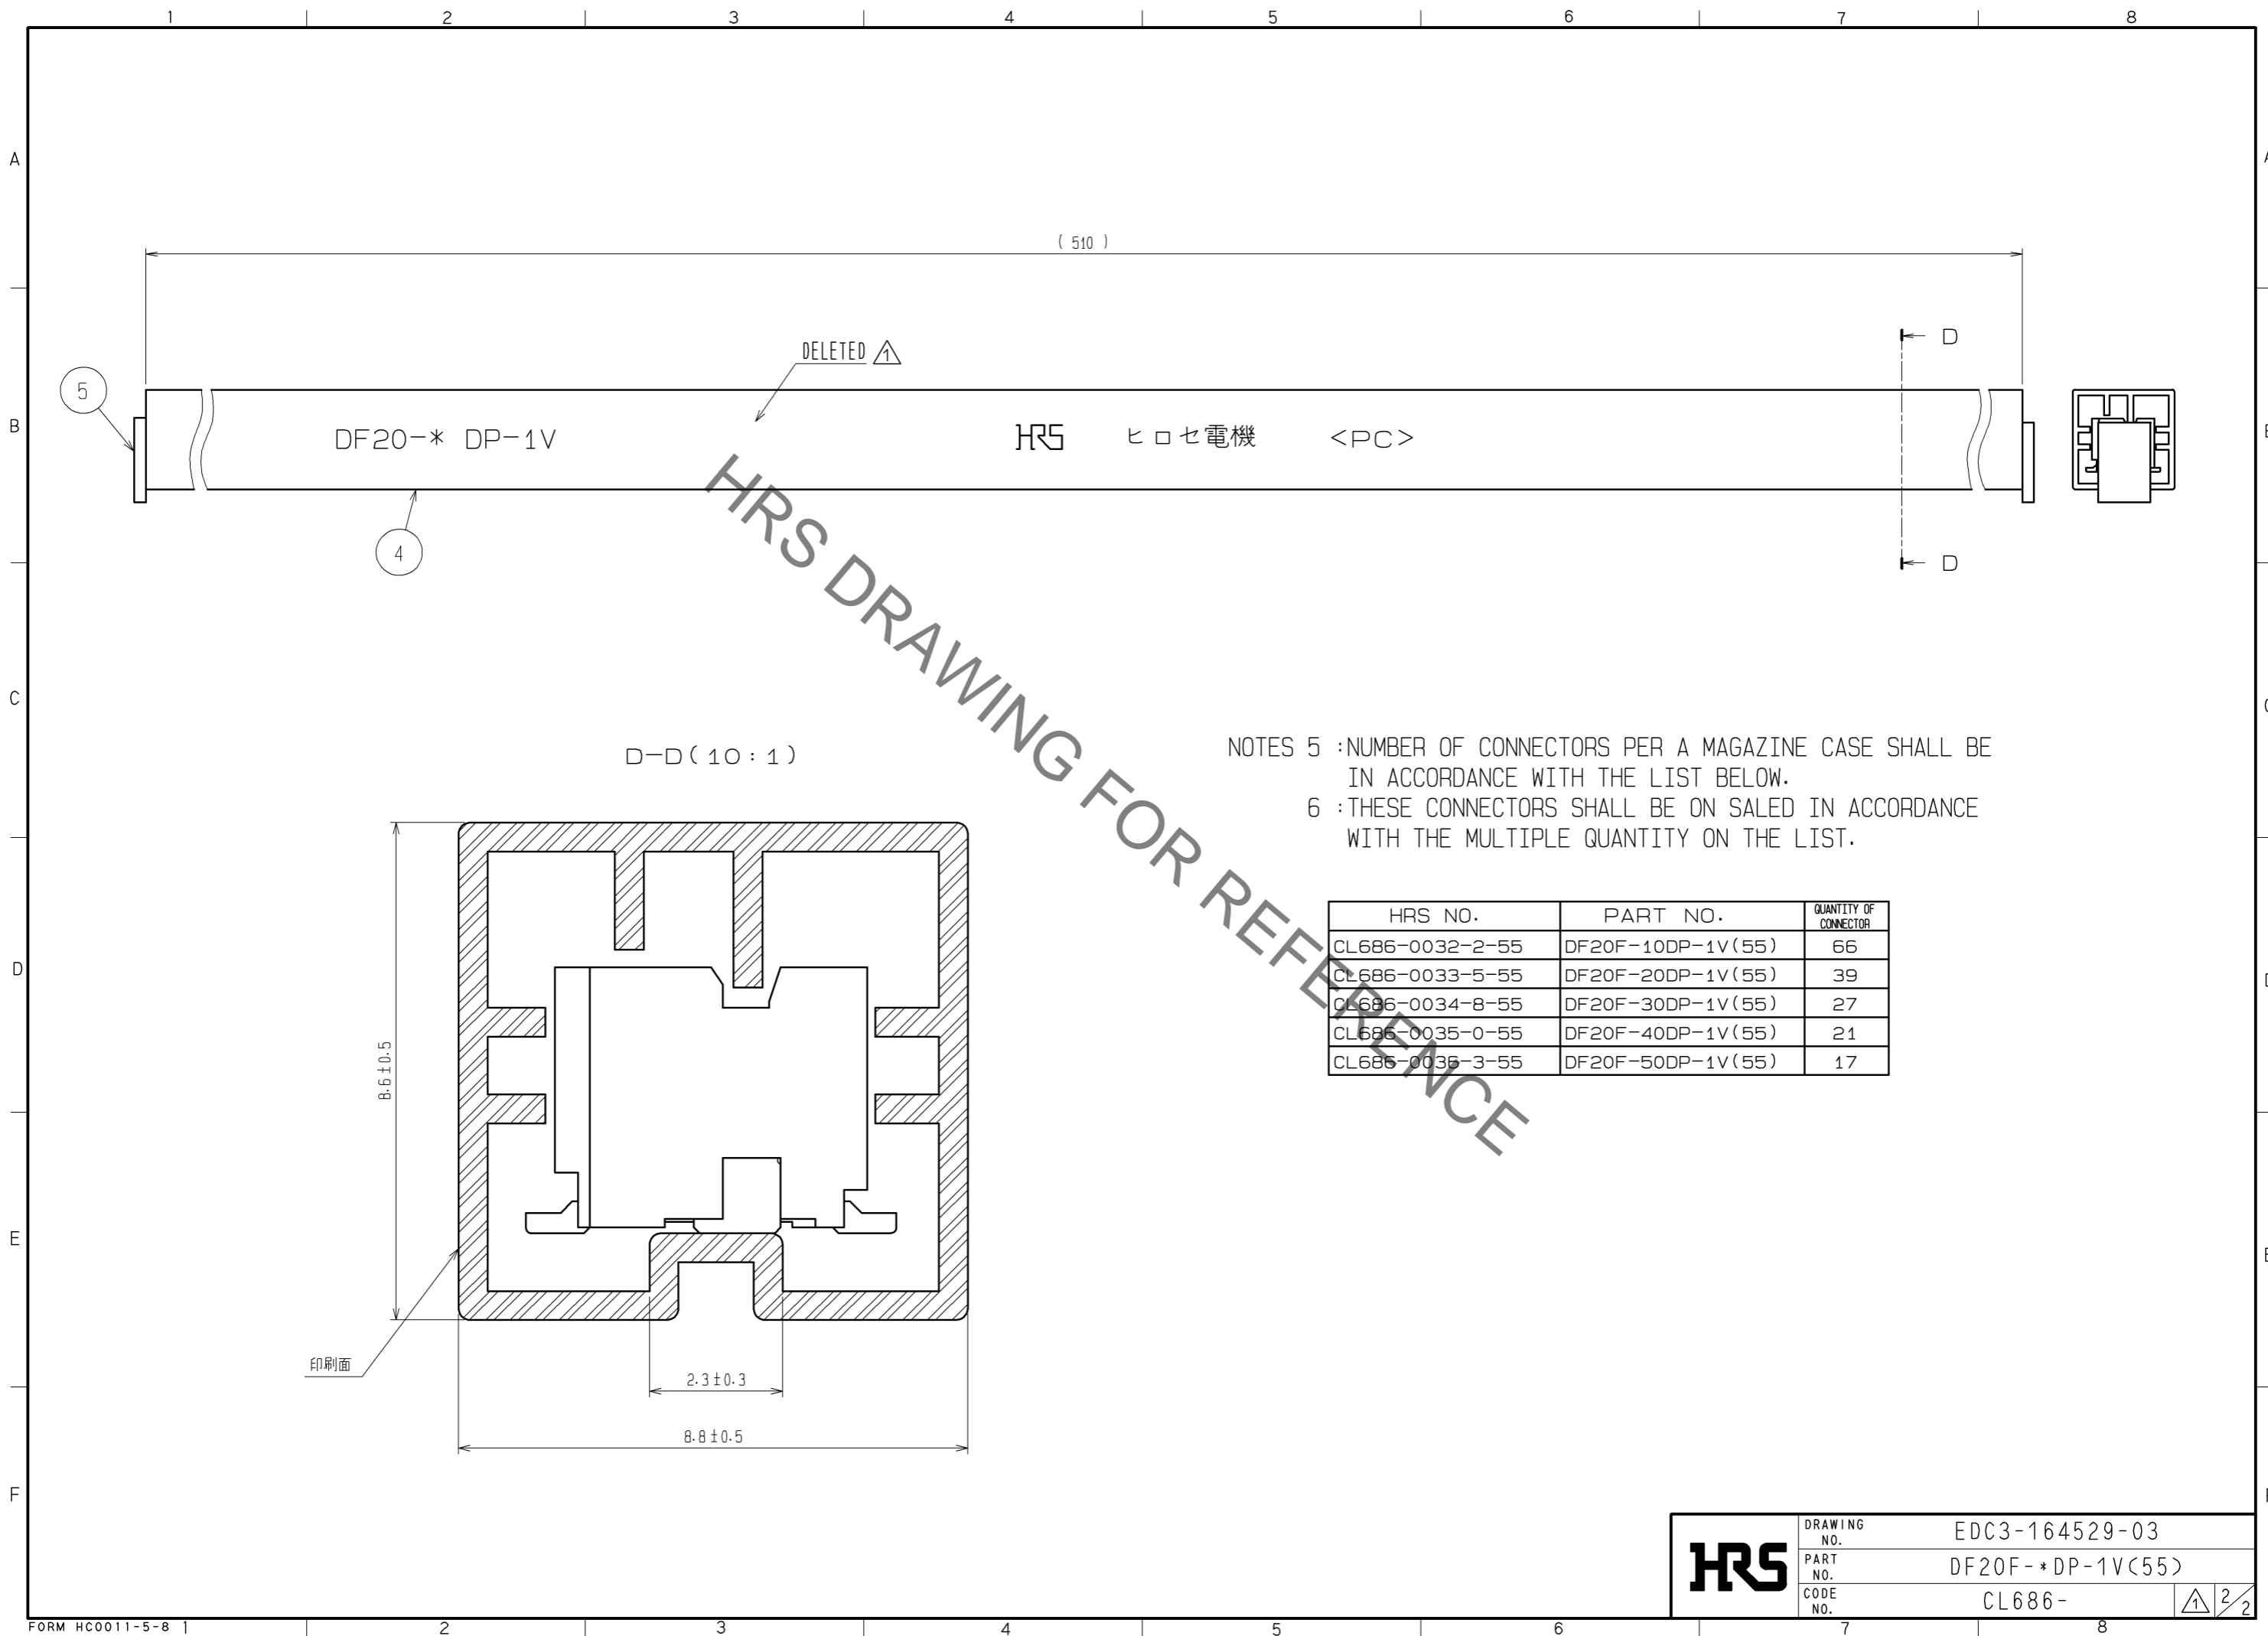 1 2 3 4 5 6 7 8
A
B
C
D
E
F
( 510 )
DELETED 1
D
D
5
4
DF20-* DP-1V
HRS ヒロセ電機 <PC>
HRS DRAWING FOR REFERENCE
D-D(10:1)
8.6±0.5
2.3±0.3
8.8±0.5
印刷面
NOTES 5 :NUMBER OF CONNECTORS PER A MAGAZINE CASE SHALL BE
IN ACCORDANCE WITH THE LIST BELOW.
6 :THESE CONNECTORS SHALL BE ON SALED IN ACCORDANCE
WITH THE MULTIPLE QUANTITY ON THE LIST.
HRS NO. PART NO. QUANTITY OF CONNECTOR
CL686-0032-2-55 DF20F-10DP-1V(55) 66
CL686-0033-5-55 DF20F-20DP-1V(55) 39
CL686-0034-8-55 DF20F-30DP-1V(55) 27
CL686-0035-0-55 DF20F-40DP-1V(55) 21
CL686-0036-3-55 DF20F-50DP-1V(55) 17
HRS
DRAWING NO. EDC3-164529-03
PART NO. DF20F-*DP-1V(55)
CODE NO. CL686- 1 2/2
FORM HC0011-5-8 1 2 3 4 5 6 7 8